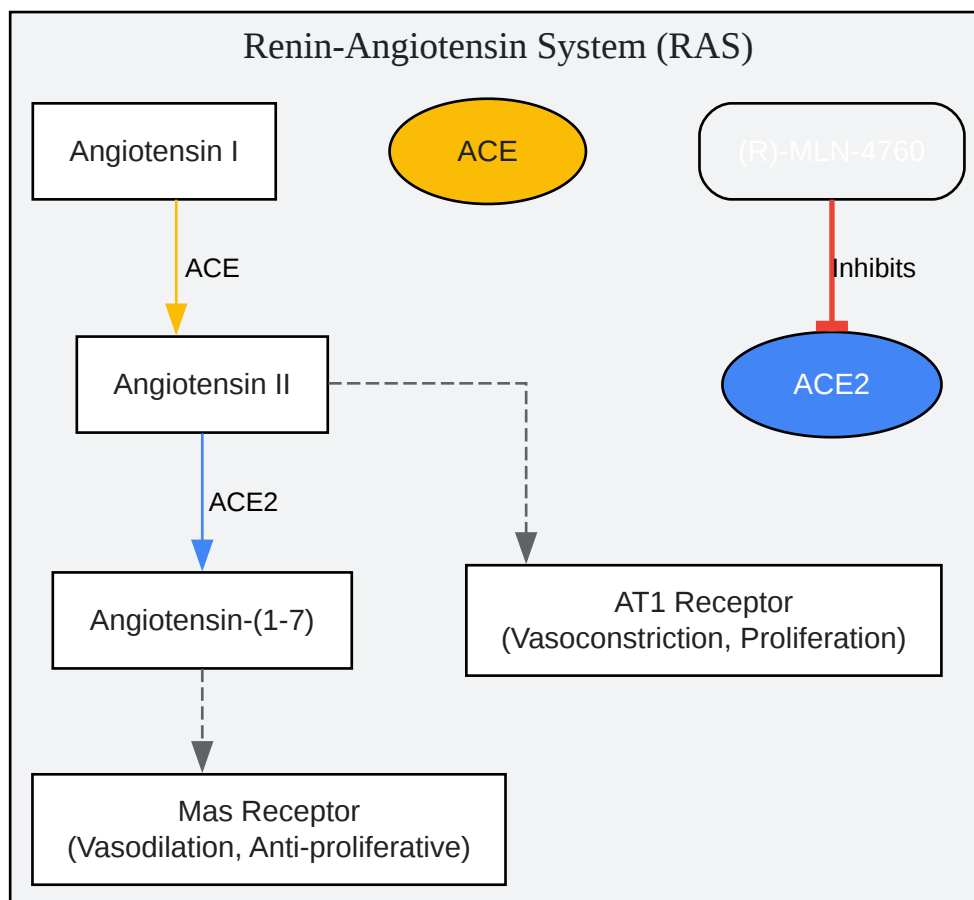 Renin-Angiotensin System (RAS)
Angiotensin I
ACE
(R)-MLN-4760
ACE
Inhibits
Angiotensin II
ACE2
ACE2
Angiotensin-(1-7)
AT1 Receptor
(Vasoconstriction, Proliferation)
Mas Receptor
(Vasodilation, Anti-proliferative)